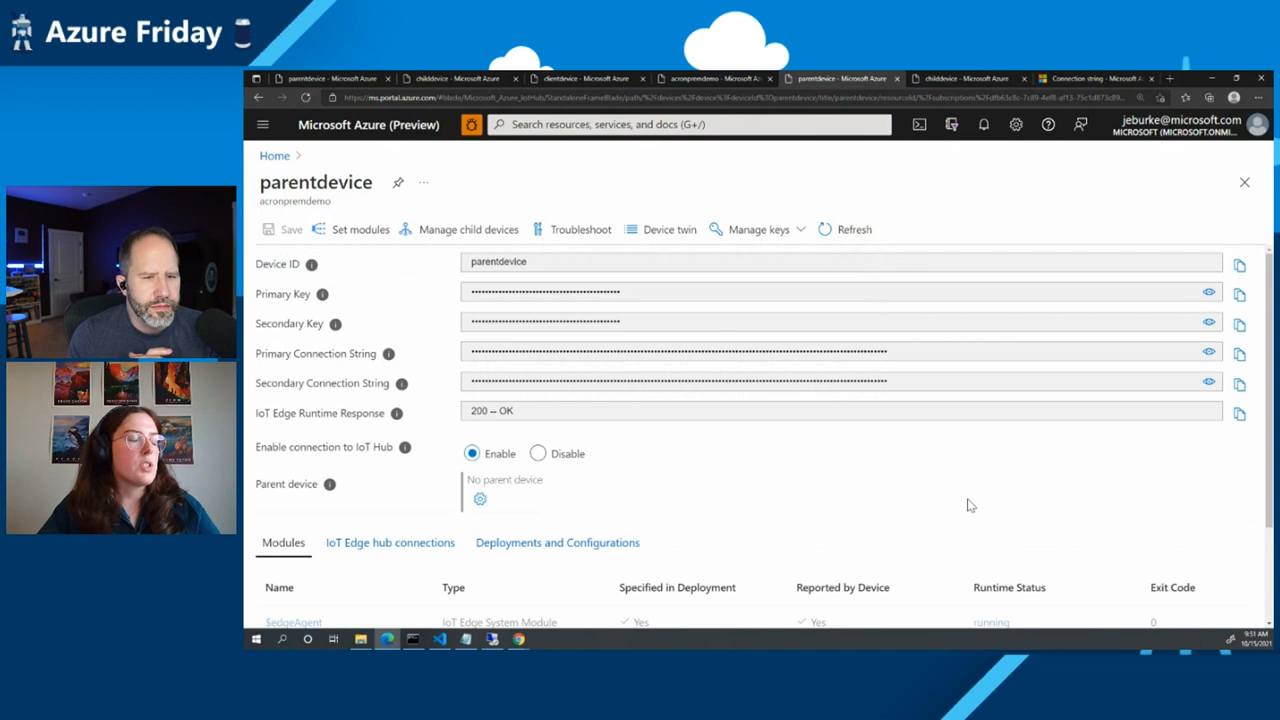 Azure Friday
parentdevice - Microsoft Azure
childdevice - Microsoft Azure
clientdevice - Microsoft Azure
acronpremdemo - Microsoft Az
parentdevice - Microsoft Azure
childdevice - Microsoft Azure
Connection string - Microsoft A
Microsoft Azure (Preview)
Search resources, services, and docs (G+/)
jeburke@microsoft.com
MICROSOFT (MICROSOFT.ONMI...
Home
parentdevice
...
acronpremdemo
Save
Set modules
Manage child devices
Troubleshoot
Device twin
Manage keys
Refresh
Device ID
parentdevice
Primary Key
Secondary Key
Primary Connection String
Secondary Connection String
IoT Edge Runtime Response
200 -- OK
Enable connection to IoT Hub
Enable
Disable
Parent device
No parent device
Modules
IoT Edge hub connections
Deployments and Configurations
Name
Type
Specified in Deployment
Reported by Device
Runtime Status
Exit Code
$edgeAgent
IoT Edge System Module
Yes
Yes
running
0
9:51 AM
10/15/2021